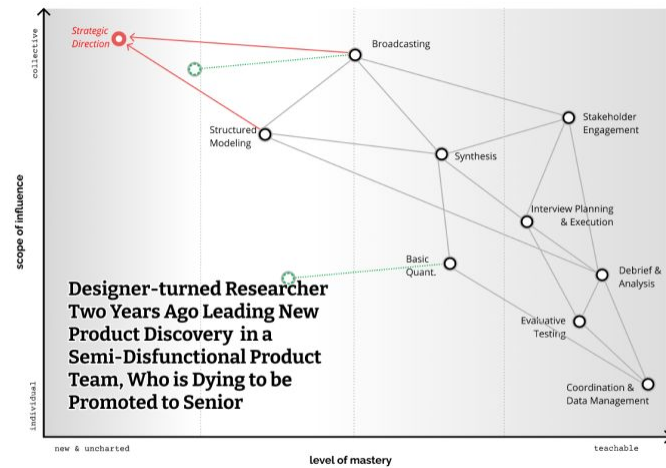 collective
Strategic
Direction
Broadcasting
Stakeholder
Engagement
Structured
Modeling
Synthesis
scope of influence
Interview Planning
& Execution
Basic
Quant.
Debrief &
Analysis
Designer-turned Researcher
Two Years Ago Leading New
Product Discovery in a
Semi-Disfunctional Product
Team, Who is Dying to be
Promoted to Senior
Evaluative
Testing
Coordination &
Data Management
individual
new & uncharted
teachable
level of mastery